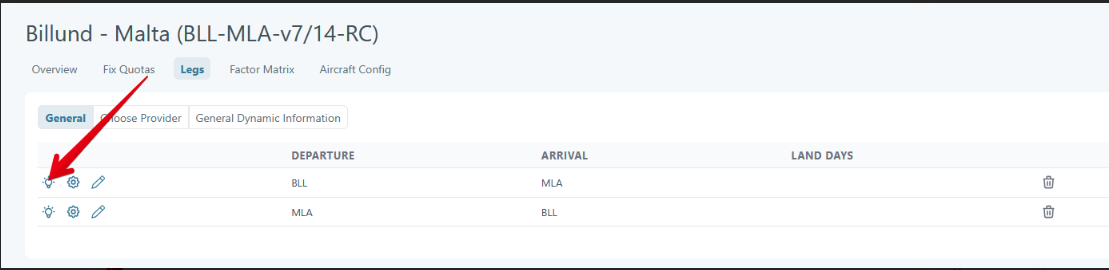 Billund - Malta (BLL-MLA-v7/14-RC)
Overview Fix Quotas Legs Factor Matrix Aircraft Config
General Choose Provider General Dynamic Information
DEPARTURE ARRIVAL LAND DAYS
BLL MLA
MLA BLL